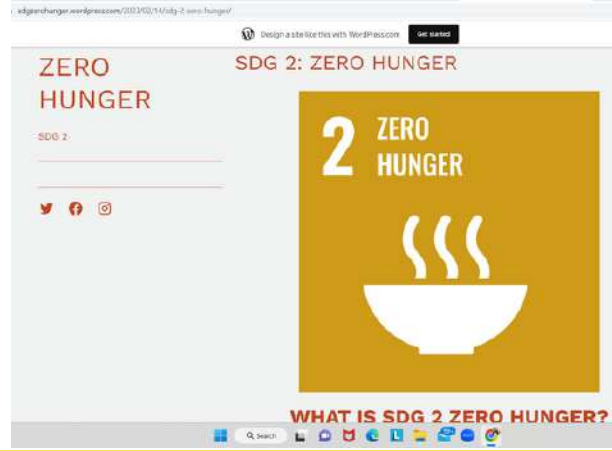 sdgzerohunger.wordpress.com/2023/02/14/sdg-2-zero-hunger/
Design a site like this with WordPress.com
Get started
ZERO
HUNGER
SDG 2
SDG 2: ZERO HUNGER
2 ZERO
HUNGER
WHAT IS SDG 2 ZERO HUNGER?
Search